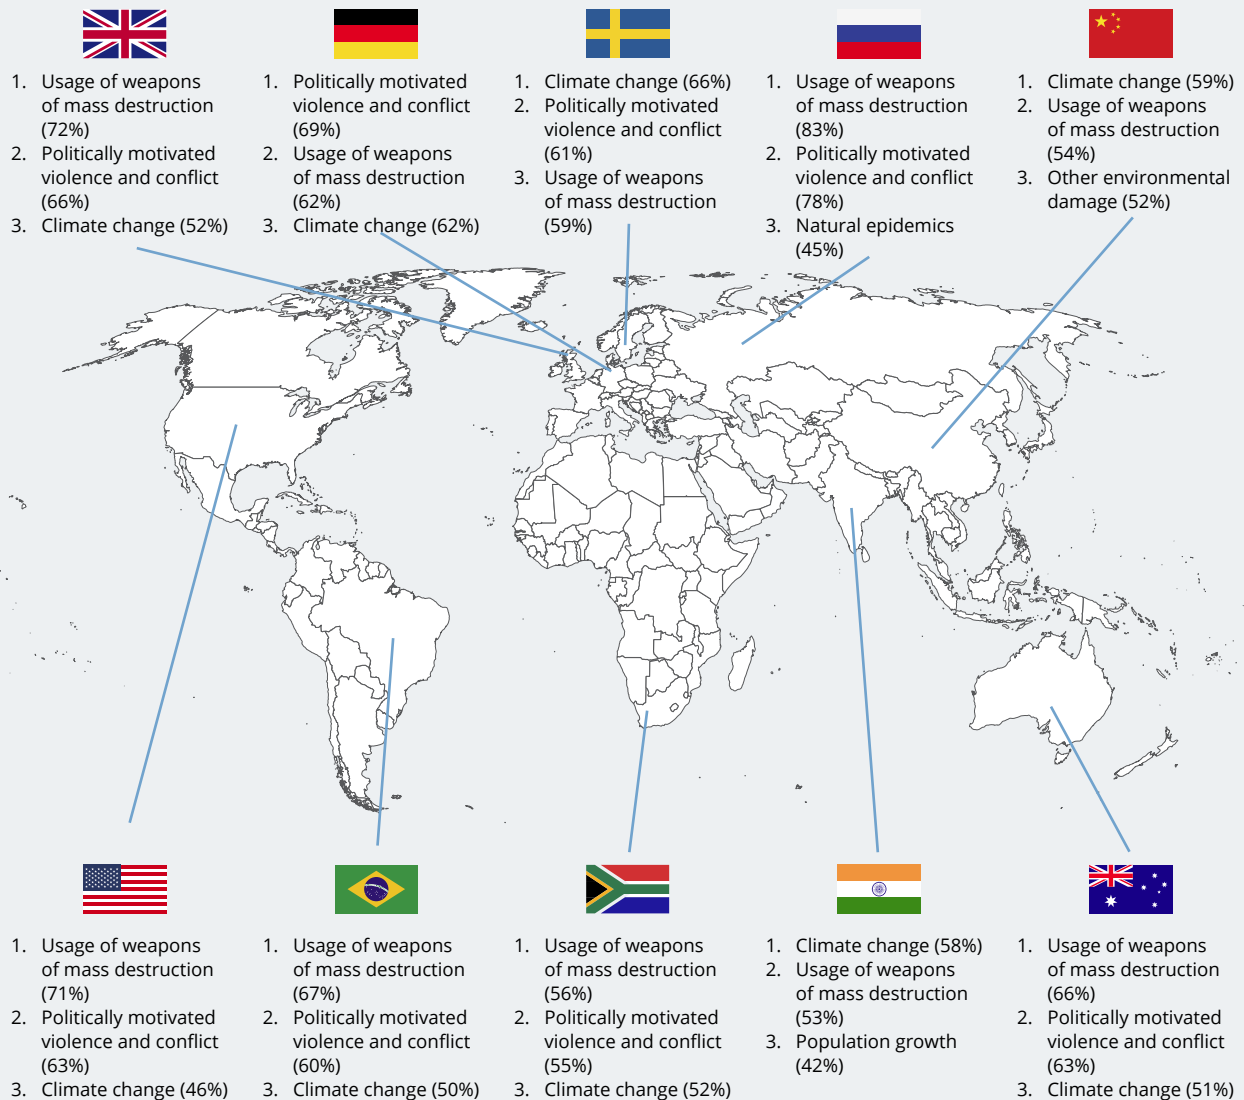 1. Usage of weapons
of mass destruction
(72%)
2. Politically motivated
violence and conflict
(66%)
3. Climate change (52%)
1. Politically motivated
violence and conflict
(69%)
2. Usage of weapons
of mass destruction
(62%)
3. Climate change (62%)
1. Climate change (66%)
2. Politically motivated
violence and conflict
(61%)
3. Usage of weapons
of mass destruction
(59%)
1. Usage of weapons
of mass destruction
(83%)
2. Politically motivated
violence and conflict
(78%)
3. Natural epidemics
(45%)
1. Climate change (59%)
2. Usage of weapons
of mass destruction
(54%)
3. Other environmental
damage (52%)
1. Usage of weapons
of mass destruction
(71%)
2. Politically motivated
violence and conflict
(63%)
3. Climate change (46%)
1. Usage of weapons
of mass destruction
(67%)
2. Politically motivated
violence and conflict
(60%)
3. Climate change (50%)
1. Usage of weapons
of mass destruction
(56%)
2. Politically motivated
violence and conflict
(55%)
3. Climate change (52%)
1. Climate change (58%)
2. Usage of weapons
of mass destruction
(53%)
3. Population growth
(42%)
1. Usage of weapons
of mass destruction
(66%)
2. Politically motivated
violence and conflict
(63%)
3. Climate change (51%)